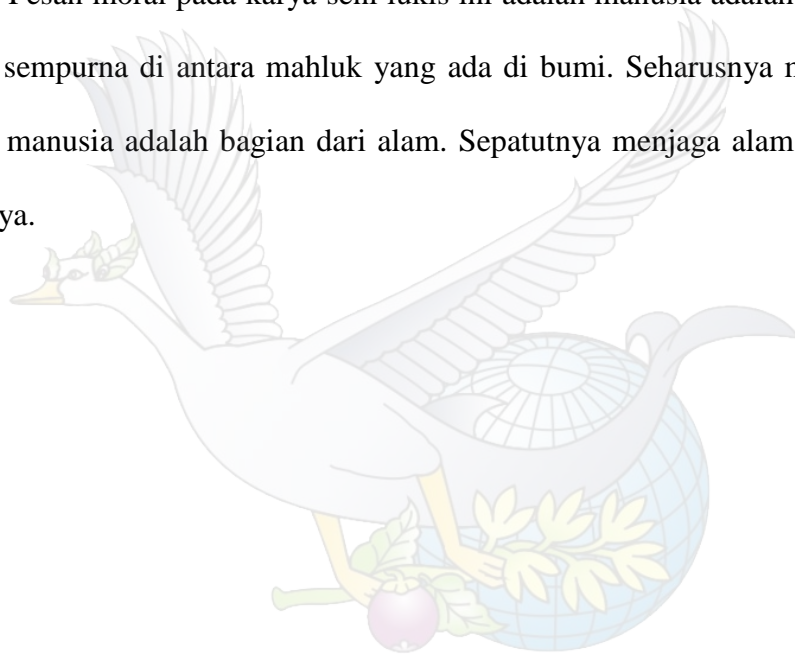 Pesan moral pada karya seni lukis ini adalah manusia adalah
sempurna di antara mahluk yang ada di bumi. Seharusnya
manusia adalah bagian dari alam. Sepatutnya menjaga alam
ya.